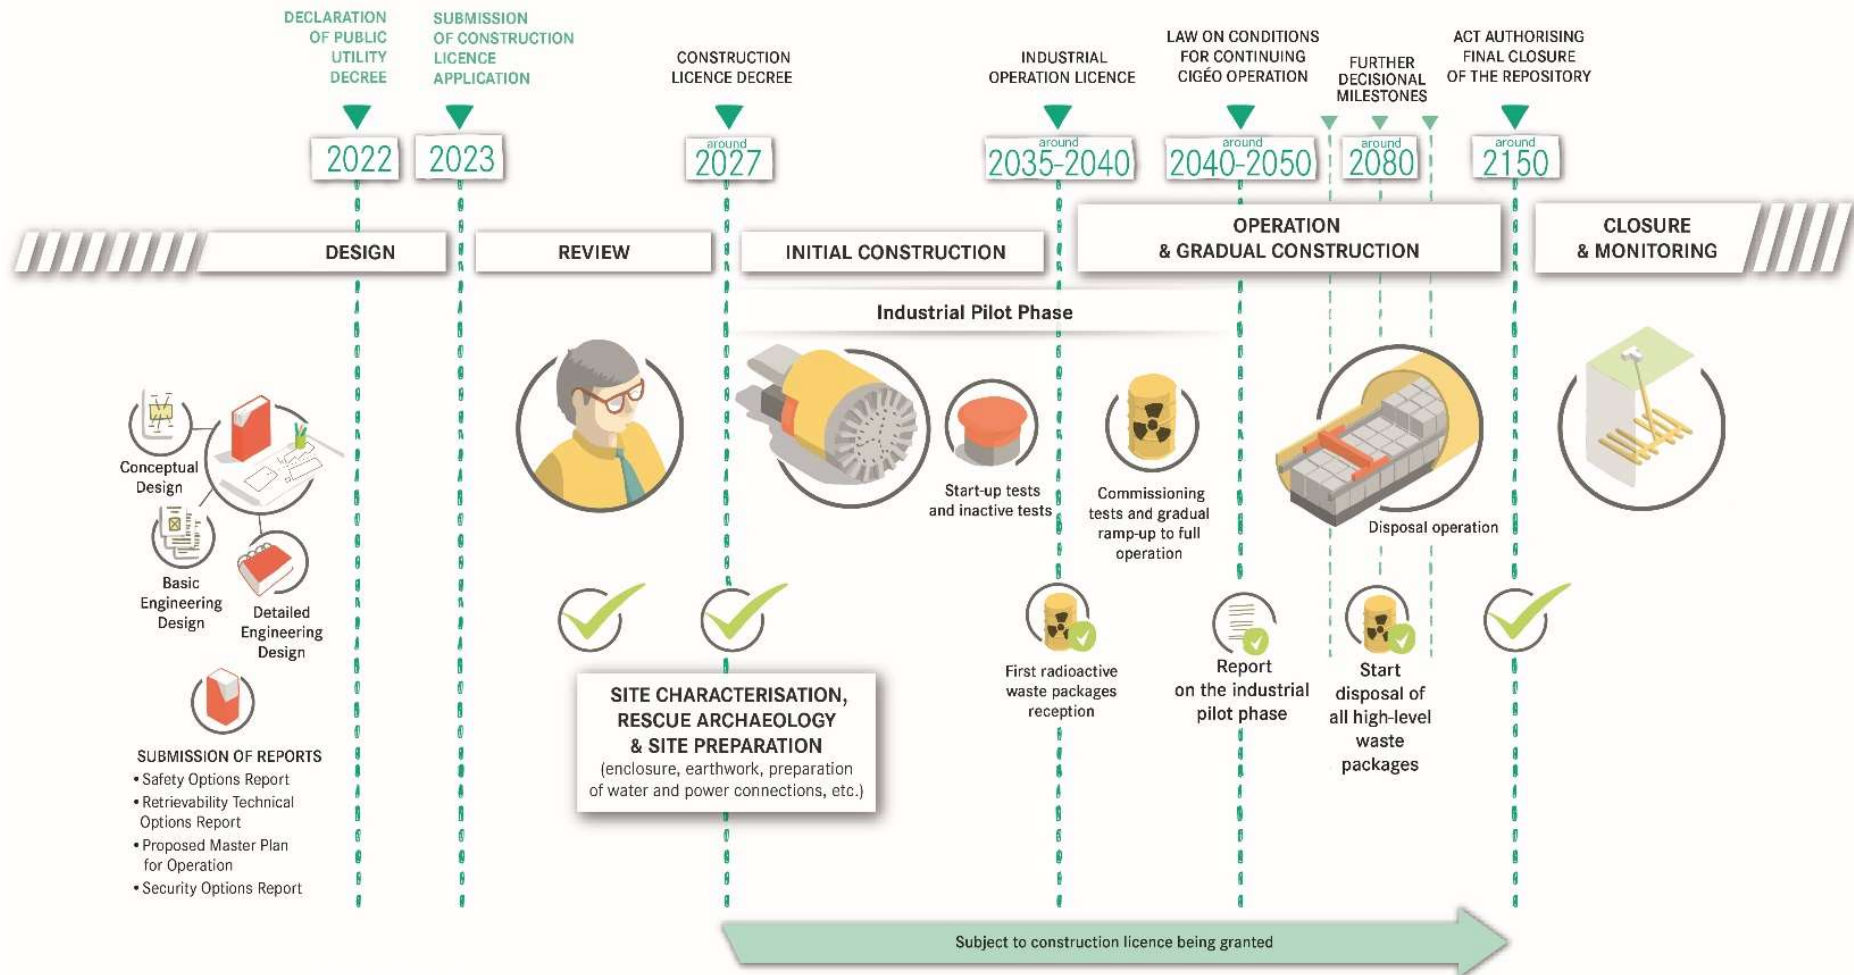 DECLARATION
OF PUBLIC
UTILITY
DECREE
SUBMISSION
OF CONSTRUCTION
LICENCE
APPLICATION
CONSTRUCTION
LICENCE DECREE
INDUSTRIAL
OPERATION LICENCE
LAW ON CONDITIONS
FOR CONTINUING
CIGÉO OPERATION
FURTHER
DECISIONAL
MILESTONES
ACT AUTHORISING
FINAL CLOSURE
OF THE REPOSITORY
2022
2023
around
2027
around
2035-2040
around
2040-2050
around
2080
around
2150
DESIGN
REVIEW
INITIAL CONSTRUCTION
OPERATION
& GRADUAL CONSTRUCTION
CLOSURE
& MONITORING
Industrial Pilot Phase
Conceptual
Design
Basic
Engineering
Design
Detailed
Engineering
Design
Start-up tests
and inactive tests
Commissioning
tests and gradual
ramp-up to full
operation
Disposal operation
SITE CHARACTERISATION,
RESCUE ARCHAEOLOGY
& SITE PREPARATION
(enclosure, earthwork, preparation
of water and power connections, etc.)
First radioactive
waste packages
reception
Report
on the industrial
pilot phase
Start
disposal of
all high-level
waste
packages
SUBMISSION OF REPORTS
• Safety Options Report
• Retrievability Technical
Options Report
• Proposed Master Plan
for Operation
• Security Options Report
Subject to construction licence being granted